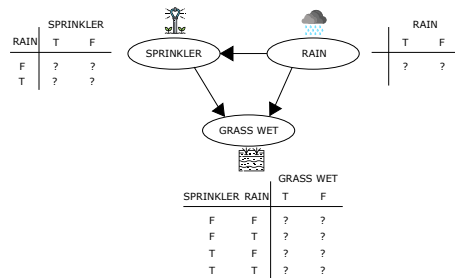 SPRINKLER
RAIN T F
F ? ?
T ? ?
SPRINKLER
RAIN
RAIN
T F
? ?
GRASS WET
GRASS WET
SPRINKLER RAIN T F
F F ? ?
F T ? ?
T F ? ?
T T ? ?